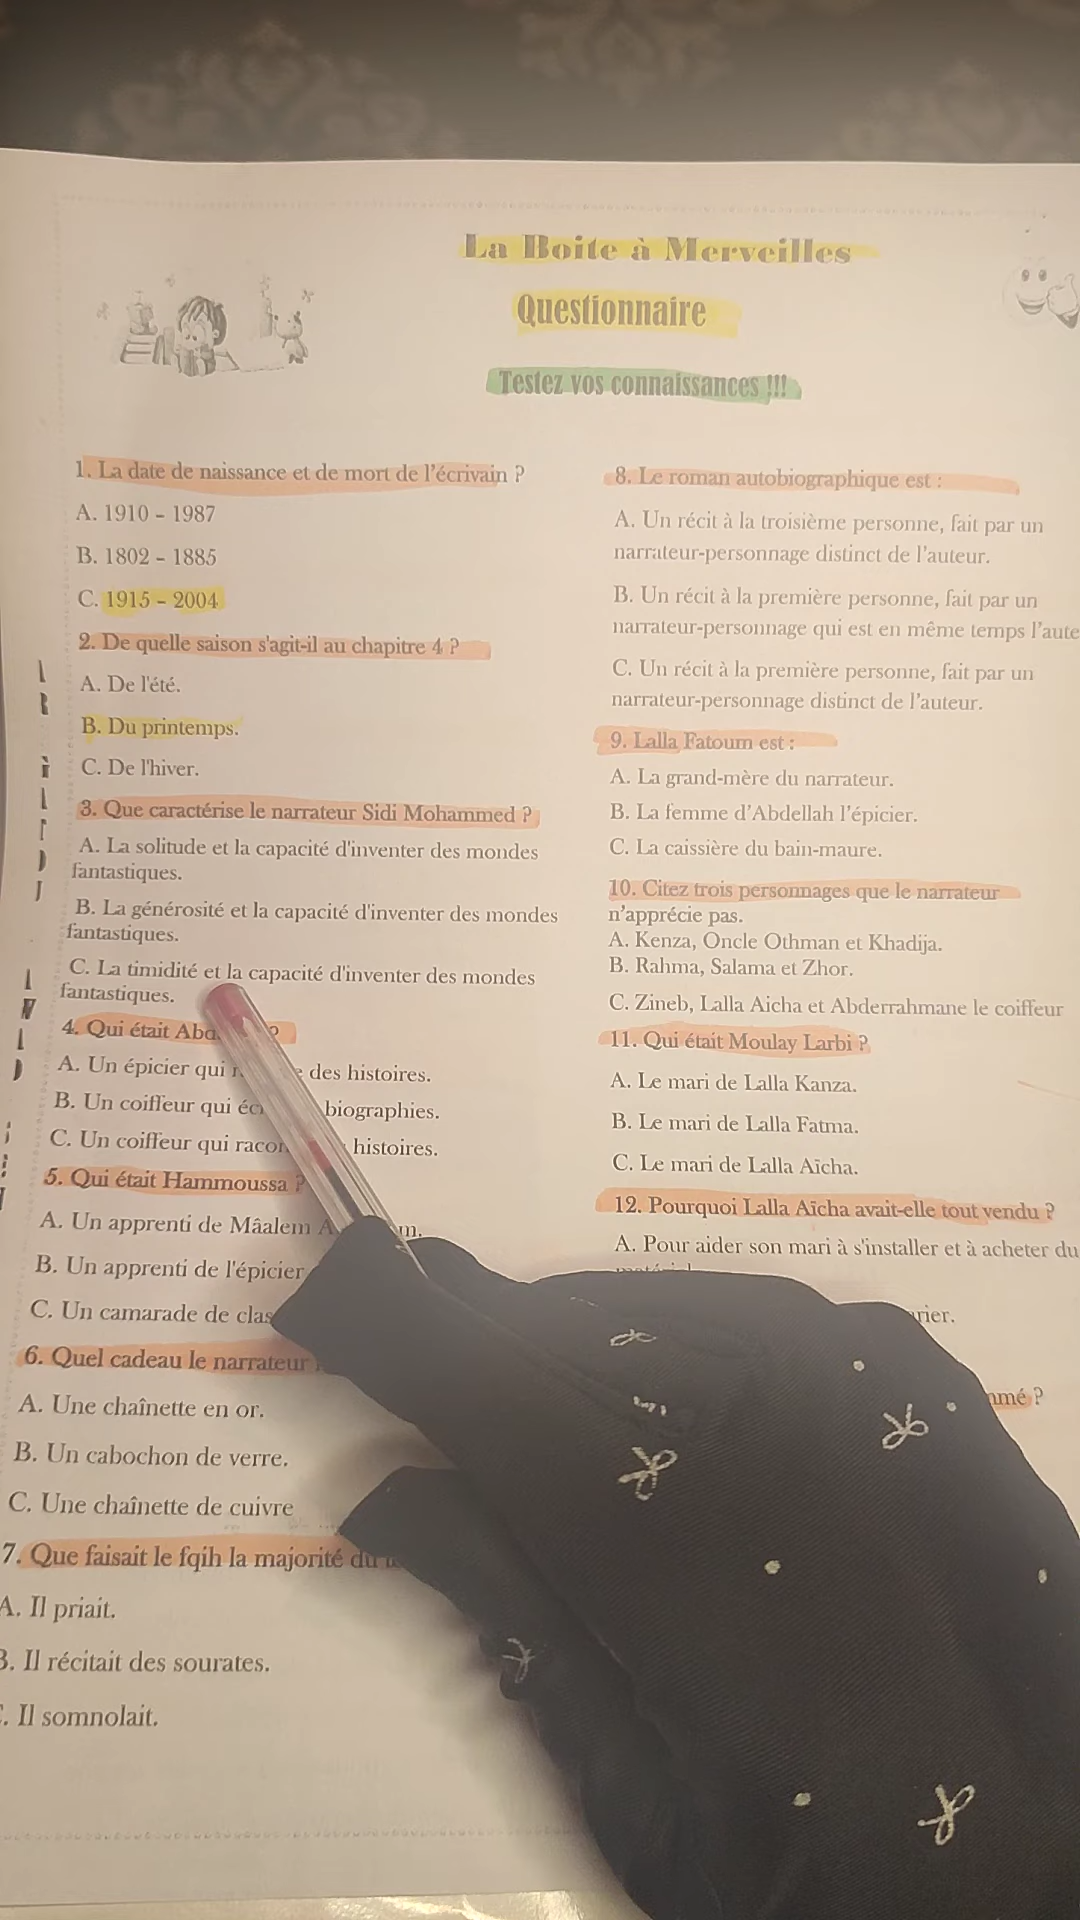 La Boite à Merveilles
Questionnaire
Testez vos connaissances !!!
1. La date de naissance et de mort de l'écrivain ?
A. 1910 – 1987
B. 1802 – 1885
C. 1915 – 2004
2. De quelle saison s'agit-il au chapitre 4 ?
A. De l'été.
B. Du printemps.
C. De l'hiver.
3. Que caractérise le narrateur Sidi Mohammed ?
A. La solitude et la capacité d'inventer des mondes
fantastiques.
B. La générosité et la capacité d'inventer des mondes
fantastiques.
C. La timidité et la capacité d'inventer des mondes
fantastiques.
4. Qui était ?
A. Un épicier qui des histoires.
B. Un coiffeur qui biographies.
C. Un coiffeur qui histoires.
5. Qui était Hammoussa ?
A. Un apprenti de Mâalem
B. Un apprenti de l'épicier
C. Un camarade de
6. Quel cadeau le narrateur
A. Une chaînette en or.
B. Un cabochon de verre.
C. Une chaînette de cuivre
7. Que faisait le fqih la majorité du
A. Il priait.
B. Il récitait des sourates.
C. Il somnolait.
8. Le roman autobiographique est :
A. Un récit à la troisième personne, fait par un
narrateur-personnage distinct de l'auteur.
B. Un récit à la première personne, fait par un
narrateur-personnage qui est en même temps
C. Un récit à la première personne, fait par un
narrateur-personnage distinct de l'auteur.
9. Lalla Fatoum est :
A. La grand-mère du narrateur.
B. La femme d'Abdellah l'épicier.
C. La caissière du bain-maure.
10. Citez trois personnages que le narrateur
n'apprécie pas.
A. Kenza, Oncle Othman et Khadija.
B. Rahma, Salama et Zhor.
C. Zineb, Lalla Aicha et Abderrahmane le coiffeur
11. Qui était Moulay Larbi ?
A. Le mari de Lalla Kanza.
B. Le mari de Lalla Fatma.
C. Le mari de Lalla Aïcha.
12. Pourquoi Lalla Aïcha avait-elle tout vendu ?
A. Pour aider son mari à s'installer et à acheter du